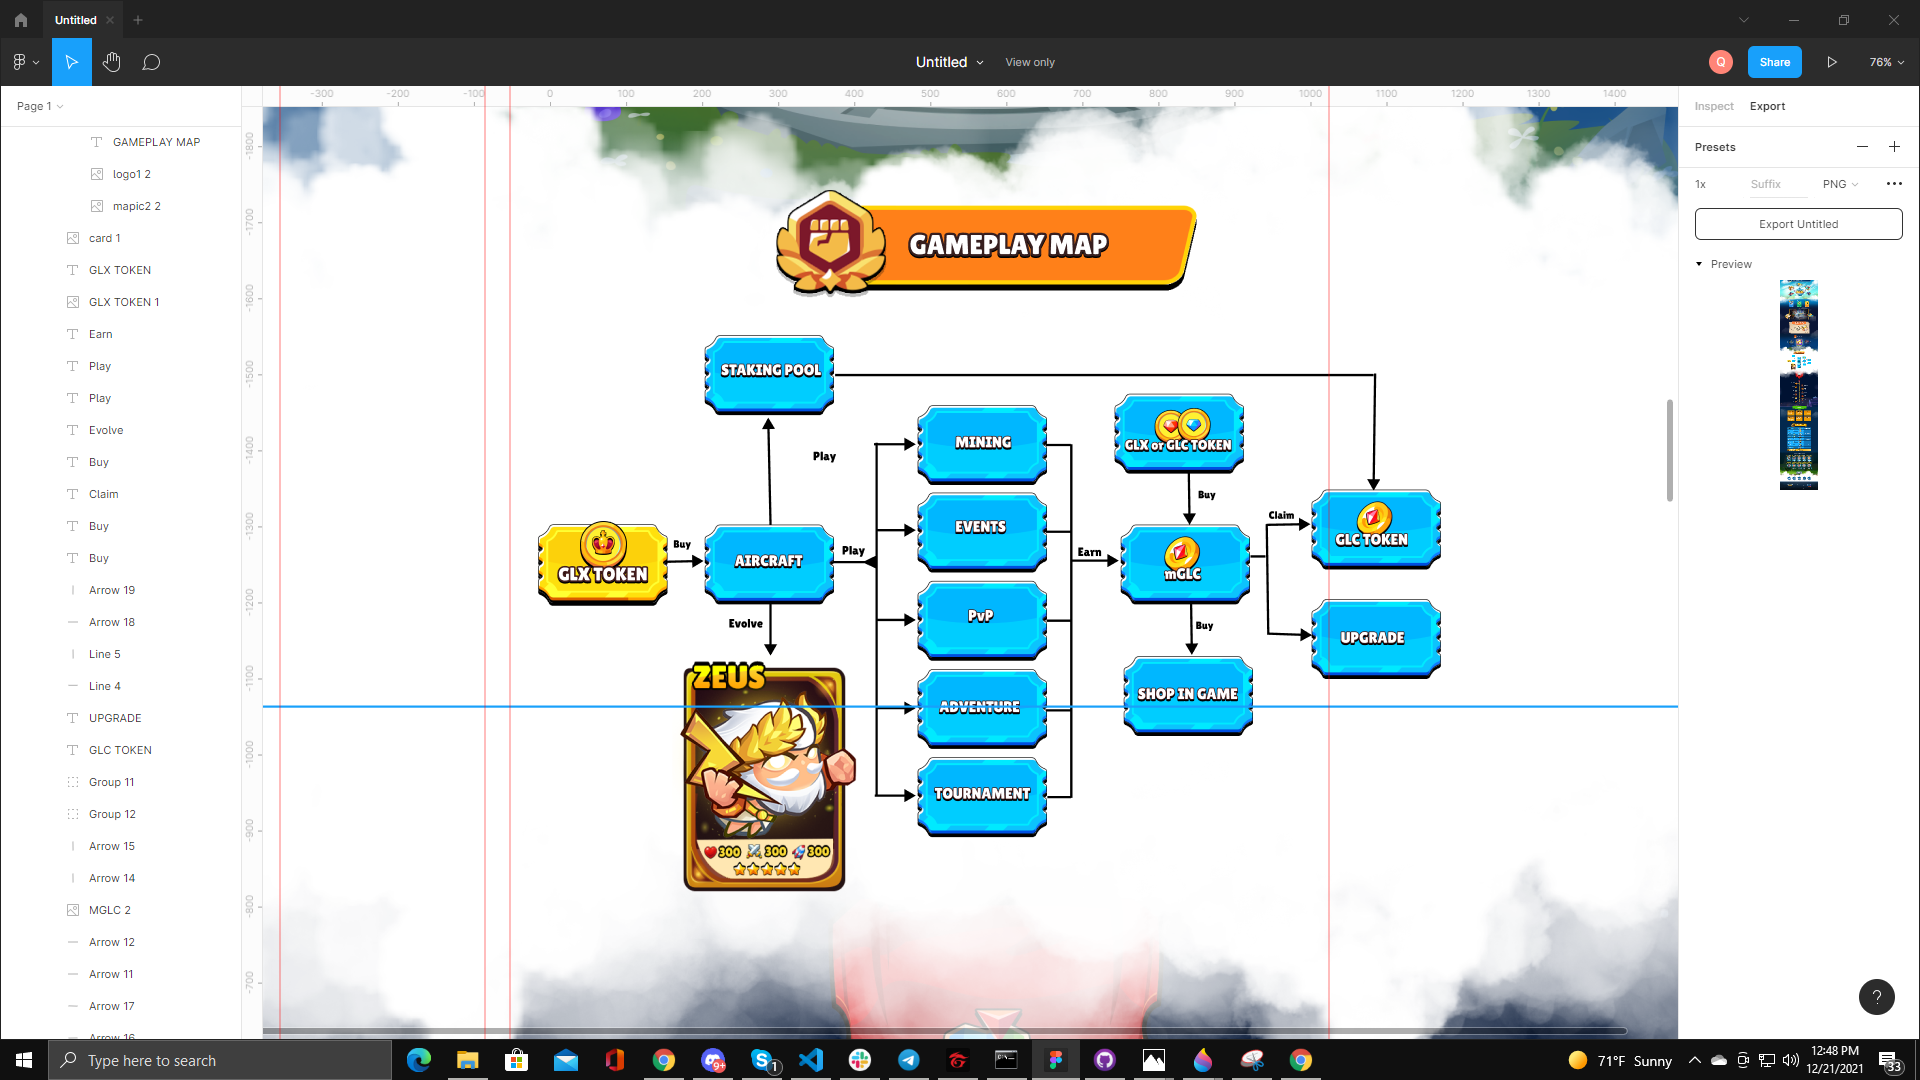 Untitled
Untitled
View only
Q
Share
76%
Page 1
-300
-200
-100
0
100
200
300
400
500
600
700
800
900
1000
1100
1200
1300
1400
Inspect
Export
GAMEPLAY MAP
logo1 2
mapic2 2
card 1
GLX TOKEN
GLX TOKEN 1
Earn
Play
Play
Evolve
Buy
Claim
Buy
Buy
Arrow 19
Arrow 18
Line 5
Line 4
UPGRADE
GLC TOKEN
Group 11
Group 12
Arrow 15
Arrow 14
MGLC 2
Arrow 12
Arrow 11
Arrow 17
Arrow 16
-1800
-1700
-1600
-1500
-1400
-1300
-1200
-1100
-1000
-900
-800
-700
GAMEPLAY MAP
STAKING POOL
Play
MINING
GLX or GLC TOKEN
Buy
EVENTS
Claim
GLC TOKEN
GLX TOKEN
Buy
AIRCRAFT
Play
Earn
mGLC
Evolve
PvP
Buy
UPGRADE
ZEUS
ADVENTURE
SHOP IN GAME
TOURNAMENT
300 300 300
Presets
1x
Suffix
PNG
Export Untitled
Preview
?
Type here to search
9+
1
71°F Sunny
12:48 PM
12/21/2021
33